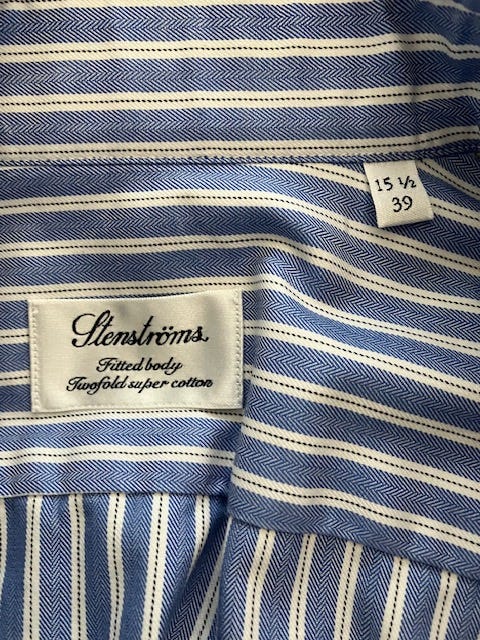 15 ½
39
Stenströms
Fitted body
Twofold super cotton